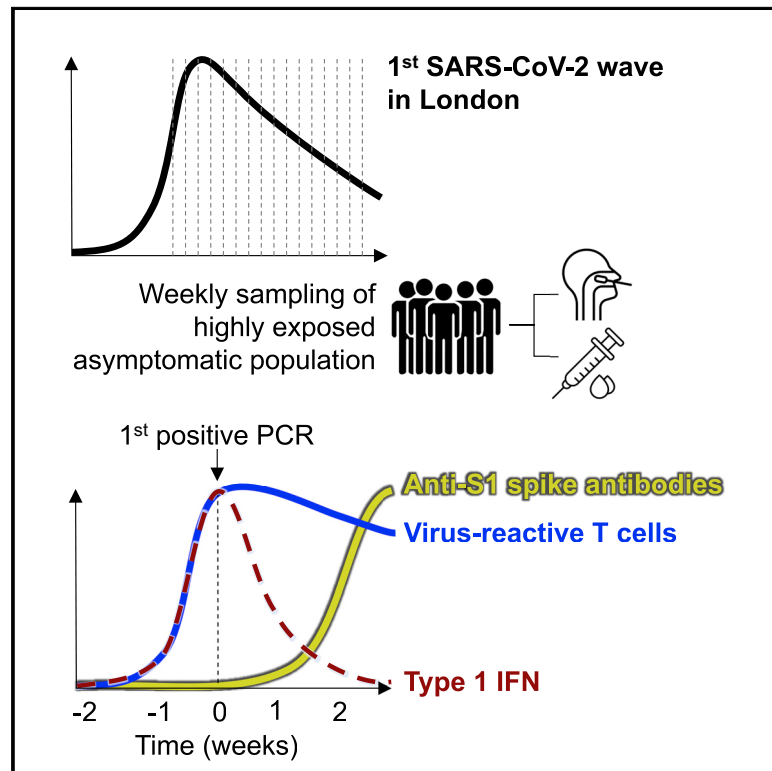 1st SARS-CoV-2 wave
in London
Weekly sampling of
highly exposed
asymptomatic population
1st positive PCR
Anti-S1 spike antibodies
Virus-reactive T cells
Type 1 IFN
-2 -1 0 1 2
Time (weeks)